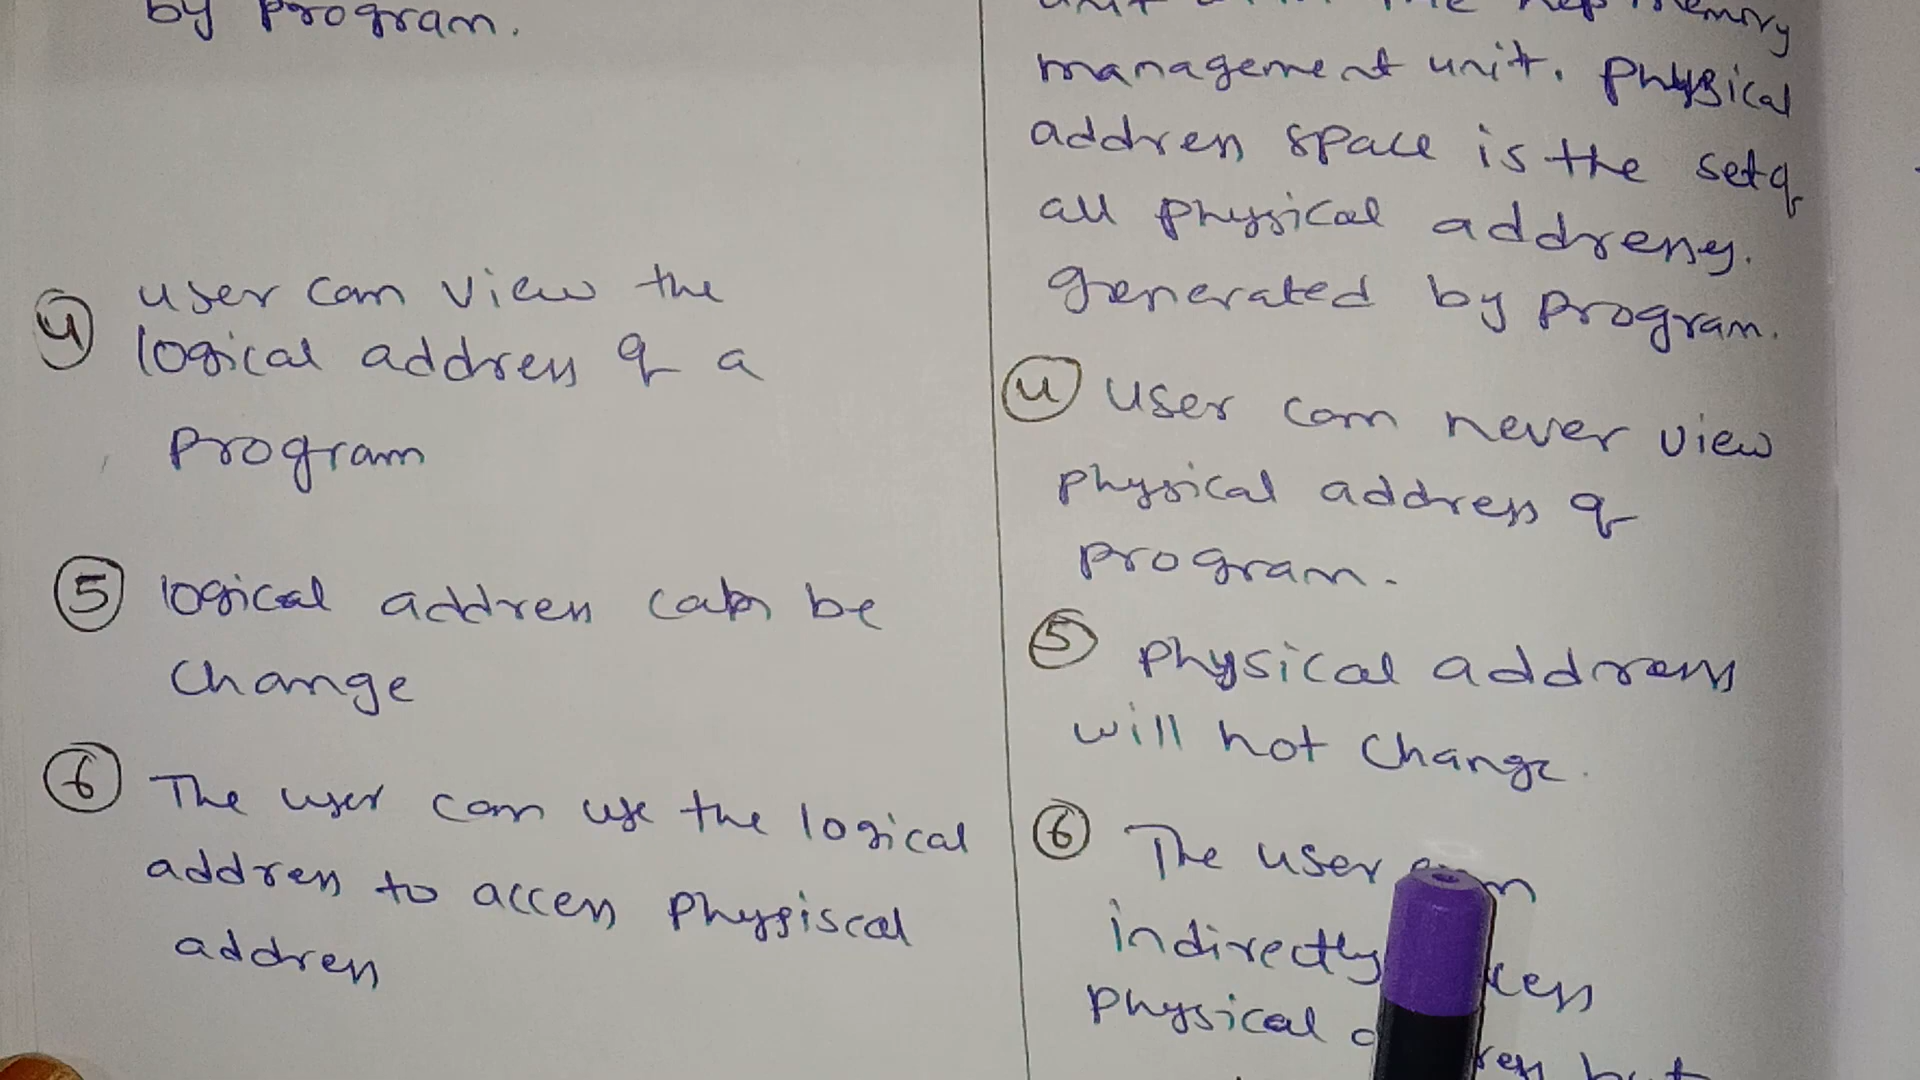 by program.
user can view the
4 logical address of a
program
5 logical address can be
change
6 The user can use the logical
address to access Physiscal
address
management unit. Physical
address space is the set of
all physical addresses.
generated by program.
4 user can never view
physical address of
program.
5 Physical address
will not change.
6 The user
indirectly
Physical
but